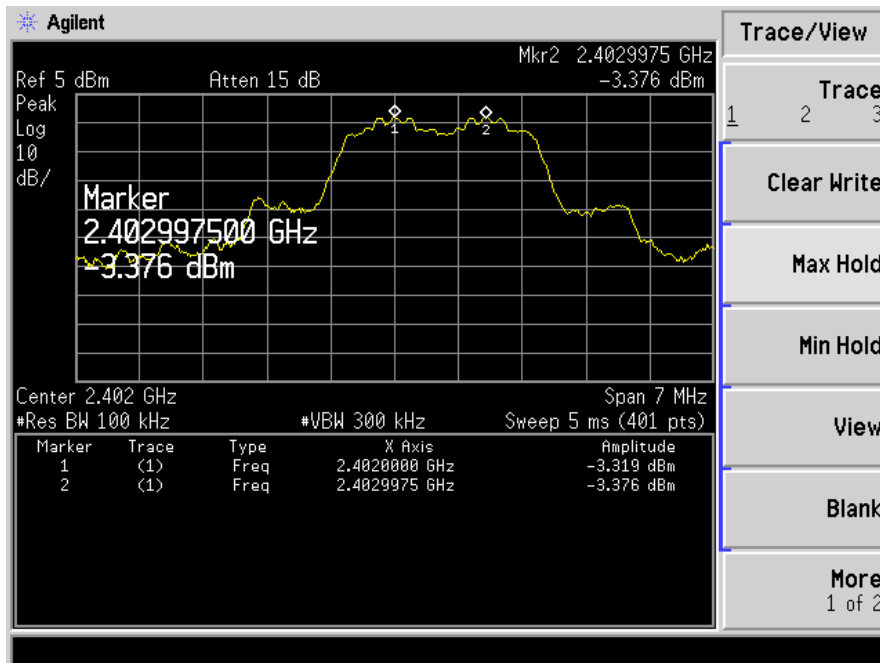 Agilent
Trace/View
Mkr2 2.4029975 GHz
Ref 5 dBm Atten 15 dB -3.376 dBm
Peak
Log
10
dB/
1
2
Marker
2.402997500 GHz
-3.376 dBm
Center 2.402 GHz Span 7 MHz
#Res BW 100 kHz #VBW 300 kHz Sweep 5 ms (401 pts)
Marker Trace Type X Axis Amplitude
1 (1) Freq 2.4020000 GHz -3.319 dBm
2 (1) Freq 2.4029975 GHz -3.376 dBm
Trace
1 2 3
Clear Write
Max Hold
Min Hold
View
Blank
More
1 of 2